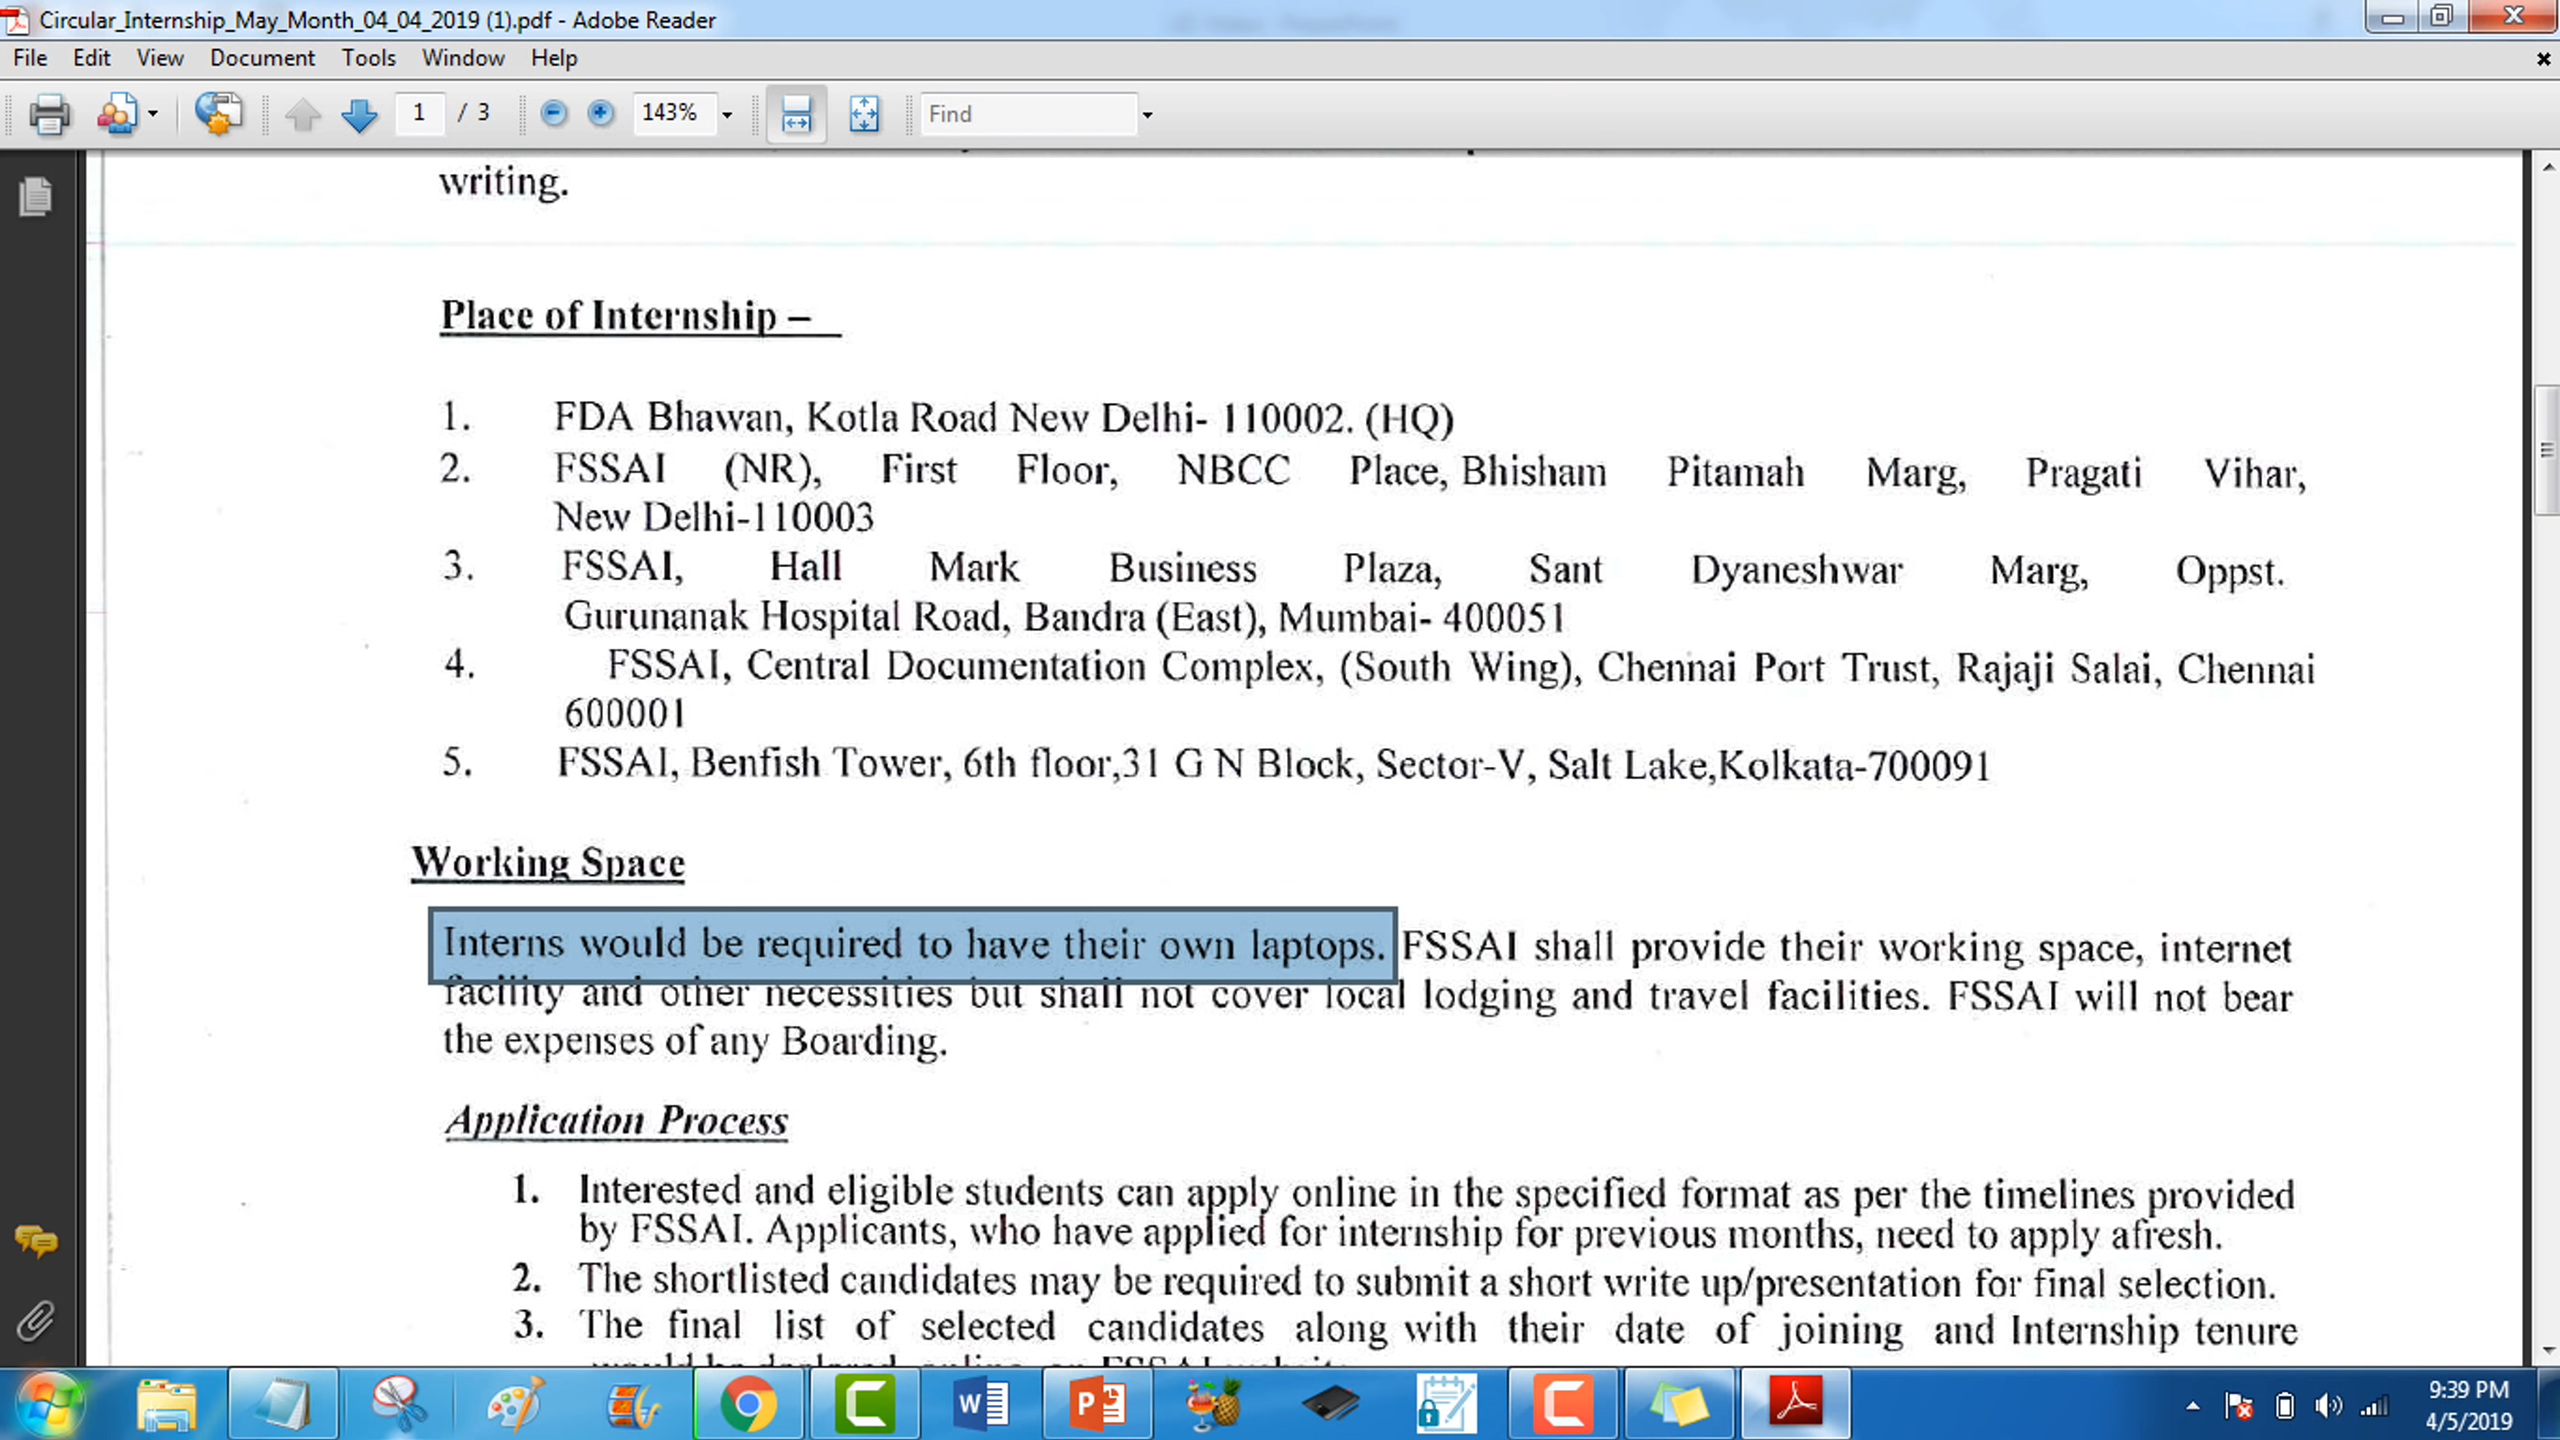 Circular_Internship_May_Month_04_04_2019 (1).pdf - Adobe Reader
File Edit View Document Tools Window Help
1 / 3 143% Find
writing.
Place of Internship –
1. FDA Bhawan, Kotla Road New Delhi- 110002. (HQ)
2. FSSAI (NR), First Floor, NBCC Place, Bhisham Pitamah Marg, Pragati Vihar,
New Delhi-110003
3. FSSAI, Hall Mark Business Plaza, Sant Dyaneshwar Marg, Oppst.
Gurunanak Hospital Road, Bandra (East), Mumbai- 400051
4. FSSAI, Central Documentation Complex, (South Wing), Chennai Port Trust, Rajaji Salai, Chennai
600001
5. FSSAI, Benfish Tower, 6th floor,31 G N Block, Sector-V, Salt Lake,Kolkata-700091
Working Space
Interns would be required to have their own laptops. FSSAI shall provide their working space, internet
facility and other necessities but shall not cover local lodging and travel facilities. FSSAI will not bear
the expenses of any Boarding.
Application Process
1. Interested and eligible students can apply online in the specified format as per the timelines provided
by FSSAI. Applicants, who have applied for internship for previous months, need to apply afresh.
2. The shortlisted candidates may be required to submit a short write up/presentation for final selection.
3. The final list of selected candidates along with their date of joining and Internship tenure
would be declared online on FSSAI website
9:39 PM
4/5/2019